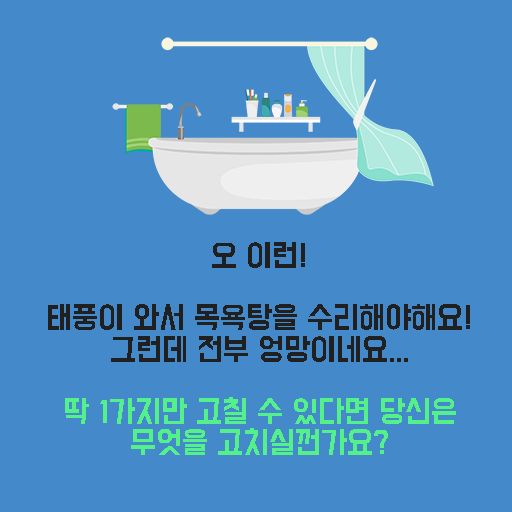 오 이런!
태풍이 와서 목욕탕을 수리해야해요!
그런데 전부 엉망이네요...
딱 1가지만 고칠 수 있다면 당신은
무엇을 고치실껀가요?